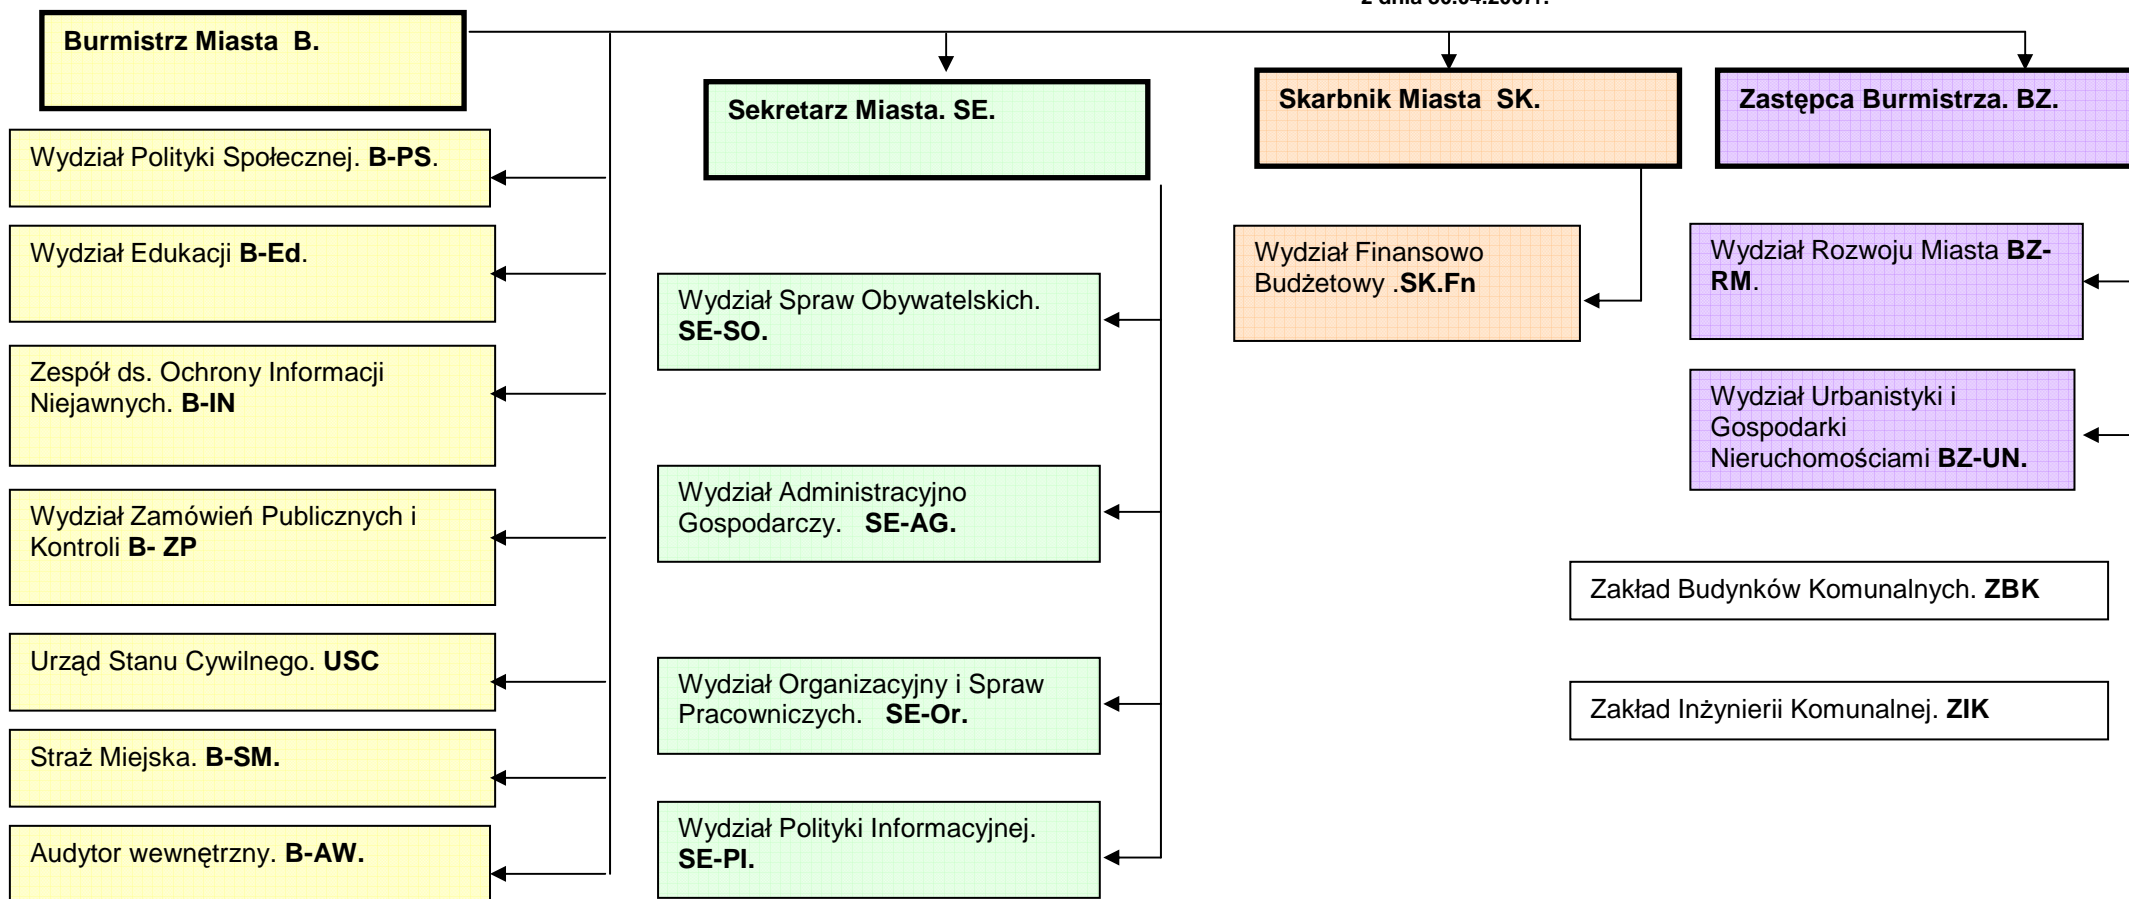 z dnia 30.04.2007r.
Burmistrz Miasta  B.
Sekretarz Miasta. SE.
Skarbnik Miasta  SK.
Zastępca Burmistrza. BZ.
Wydział Polityki Społecznej. B-PS.
Wydział Edukacji B-Ed.
Zespół ds. Ochrony Informacji
Niejawnych. B-IN
Wydział Zamówień Publicznych i
Kontroli B- ZP
Urząd Stanu Cywilnego. USC
Straż Miejska. B-SM.
Audytor wewnętrzny. B-AW.
Wydział Spraw Obywatelskich.
SE-SO.
Wydział Administracyjno
Gospodarczy.   SE-AG.
Wydział Organizacyjny i Spraw
Pracowniczych.   SE-Or.
Wydział Polityki Informacyjnej.
SE-PI.
Wydział Finansowo
Budżetowy .SK.Fn
Wydział Rozwoju Miasta BZ-
RM.
Wydział Urbanistyki i
Gospodarki
Nieruchomościami BZ-UN.
Zakład Budynków Komunalnych. ZBK
Zakład Inżynierii Komunalnej. ZIK